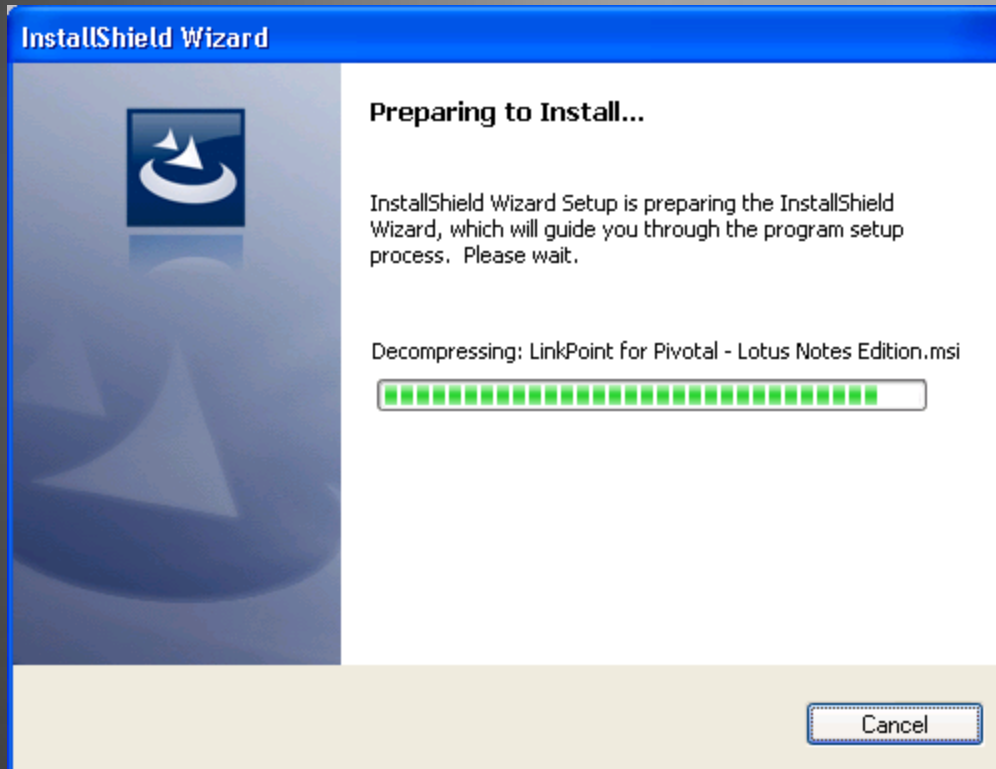 InstallShield Wizard
Preparing to Install...
InstallShield Wizard Setup is preparing the InstallShield
Wizard, which will guide you through the program setup
process.  Please wait.
Decompressing: LinkPoint for Pivotal - Lotus Notes Edition.msi
Cancel